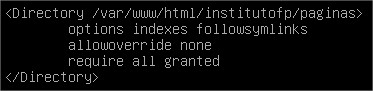 <Directory /var/www/html/institutofp/paginas>
        options indexes followsymlinks
        allowoverride none
        require all granted
</Directory>